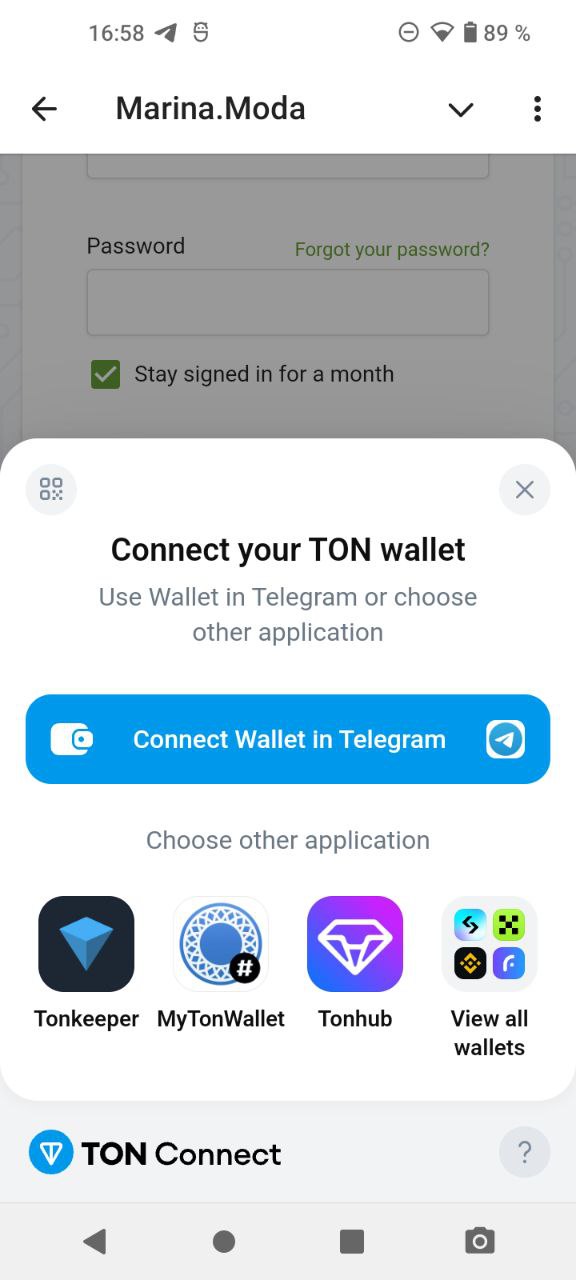 16:58
89 %
Marina.Moda
Password
Forgot your password?
Stay signed in for a month
Connect your TON wallet
Use Wallet in Telegram or choose
other application
Connect Wallet in Telegram
Choose other application
#
Tonkeeper
MyTonWallet
Tonhub
View all
wallets
TON Connect
?